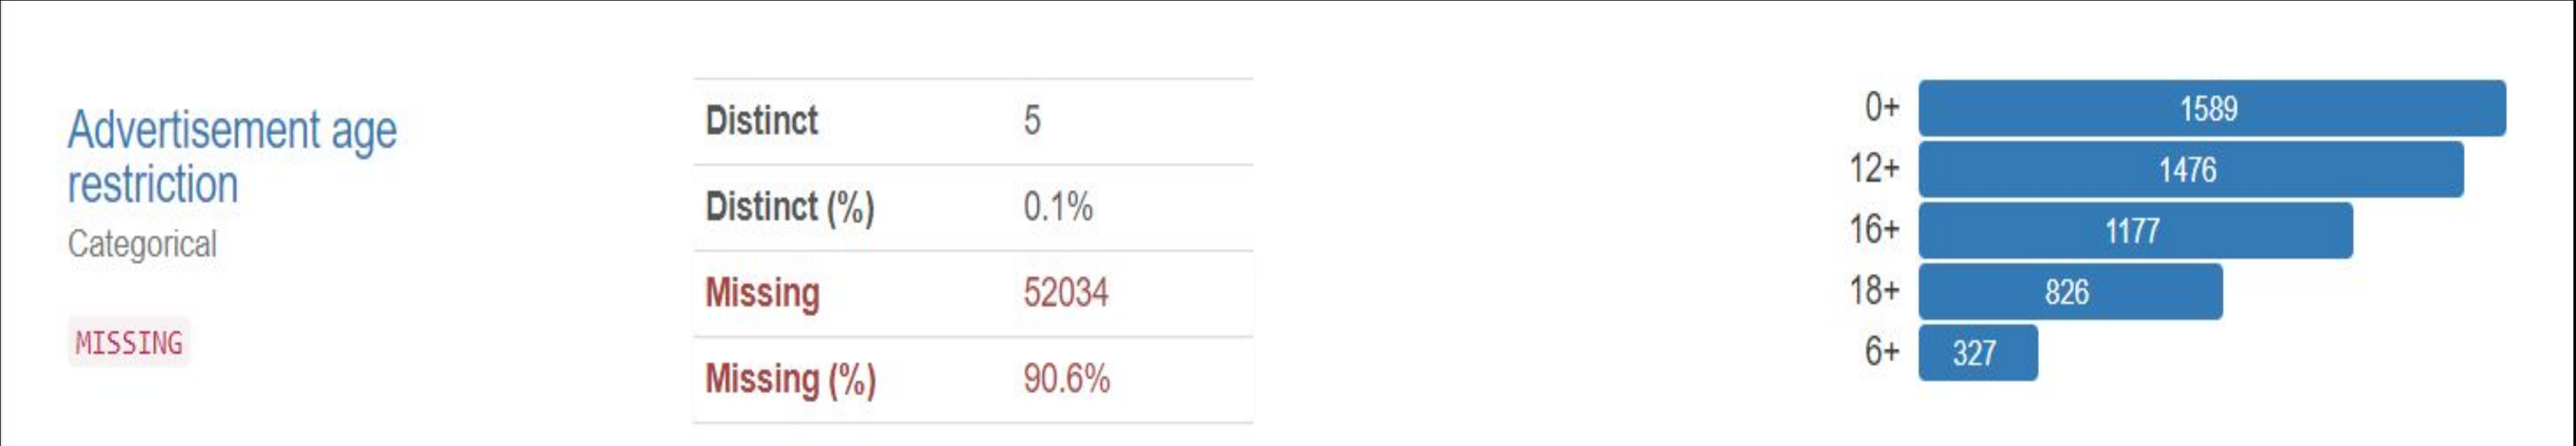 Advertisement age
restriction
Categorical
MISSING
Distinct 5
Distinct (%) 0.1%
Missing 52034
Missing (%) 90.6%
0+ 1589
12+ 1476
16+ 1177
18+ 826
6+ 327